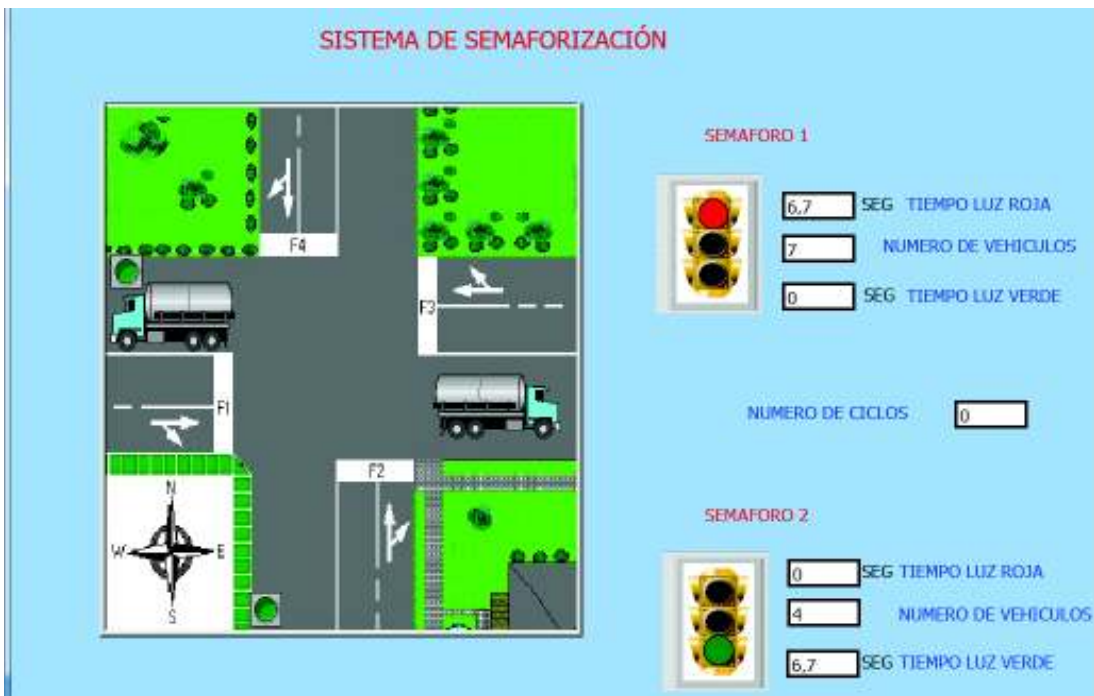 SISTEMA DE SEMAFORIZACIÓN
F4
F3
F1
F2
N
W E
S
SEMAFORO 1
6,7 SEG TIEMPO LUZ ROJA
7 NUMERO DE VEHICULOS
0 SEG TIEMPO LUZ VERDE
NUMERO DE CICLOS 0
SEMAFORO 2
0 SEG TIEMPO LUZ ROJA
4 NUMERO DE VEHICULOS
6,7 SEG TIEMPO LUZ VERDE